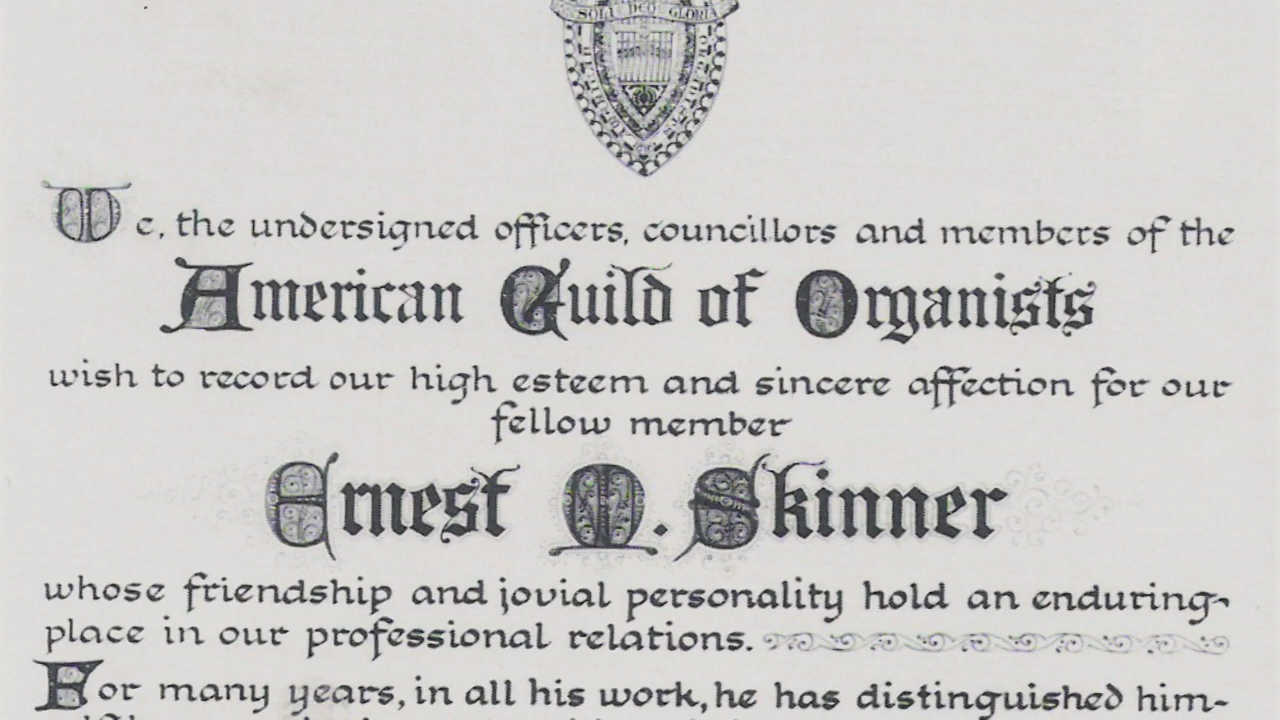 SOLI DEO GLORIA
We, the undersigned officers, councillors and members of the
American Guild of Organists
wish to record our high esteem and sincere affection for our
fellow member
Ernest M. Skinner
whose friendship and jovial personality hold an enduring
place in our professional relations.
For many years, in all his work, he has distinguished him-